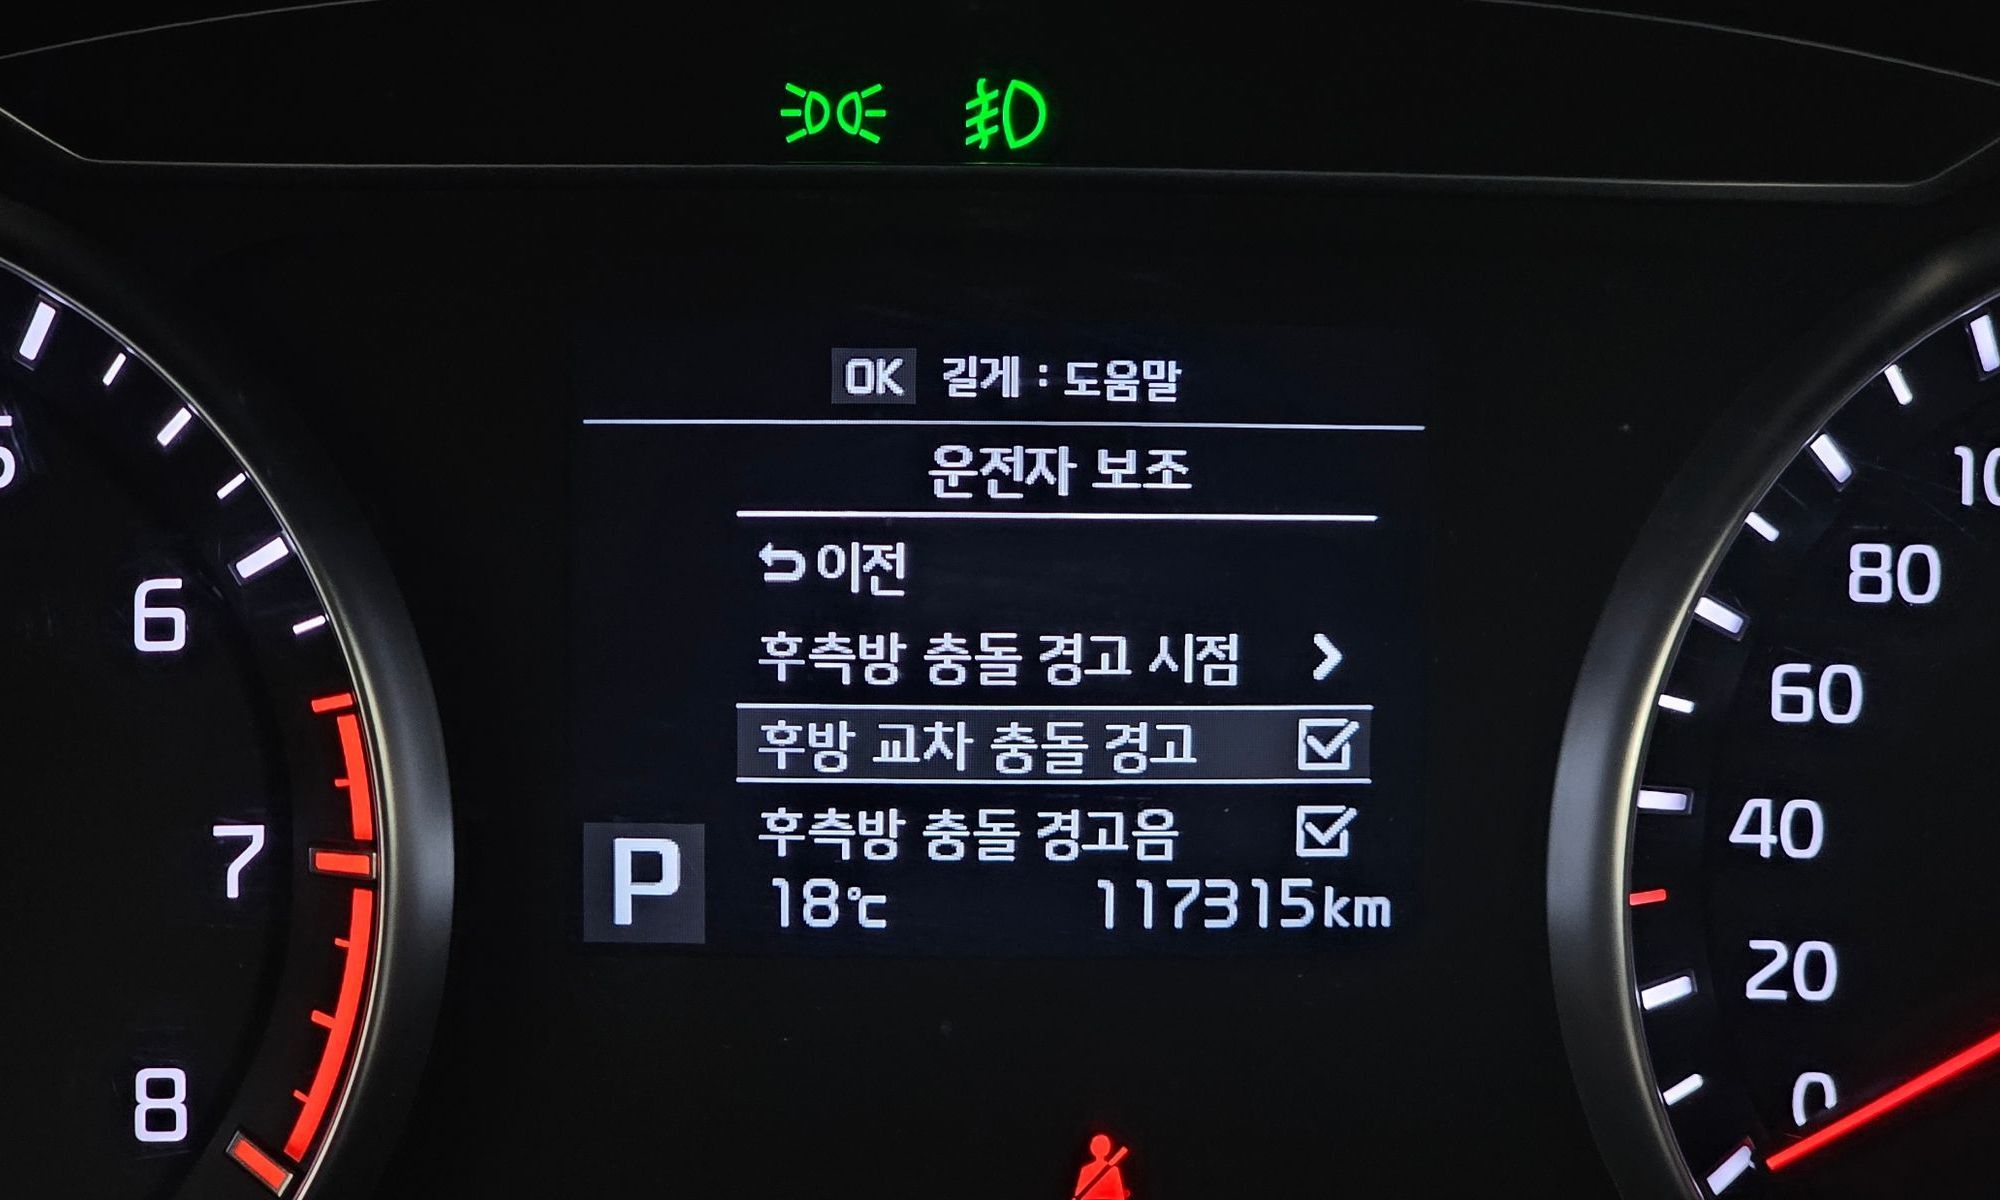 OK 길게 : 도움말
운전자 보조
이전
후측방 충돌 경고 시점
후방 교차 충돌 경고
후측방 충돌 경고음
P
18℃ 117315km
6
7
8
80
60
40
20
0